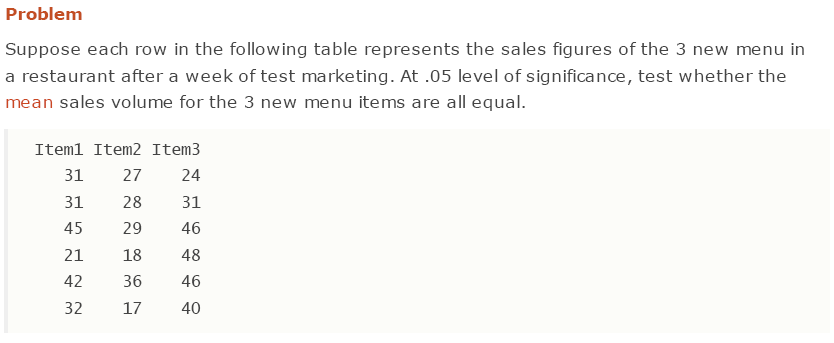 Problem
Suppose each row in the following table represents the sales figures of the 3 new menu in
a restaurant after a week of test marketing. At .05 level of significance, test whether the
mean sales volume for the 3 new menu items are all equal.
Item1 Item2 Item3
31 27 24
31 28 31
45 29 46
21 18 48
42 36 46
32 17 40